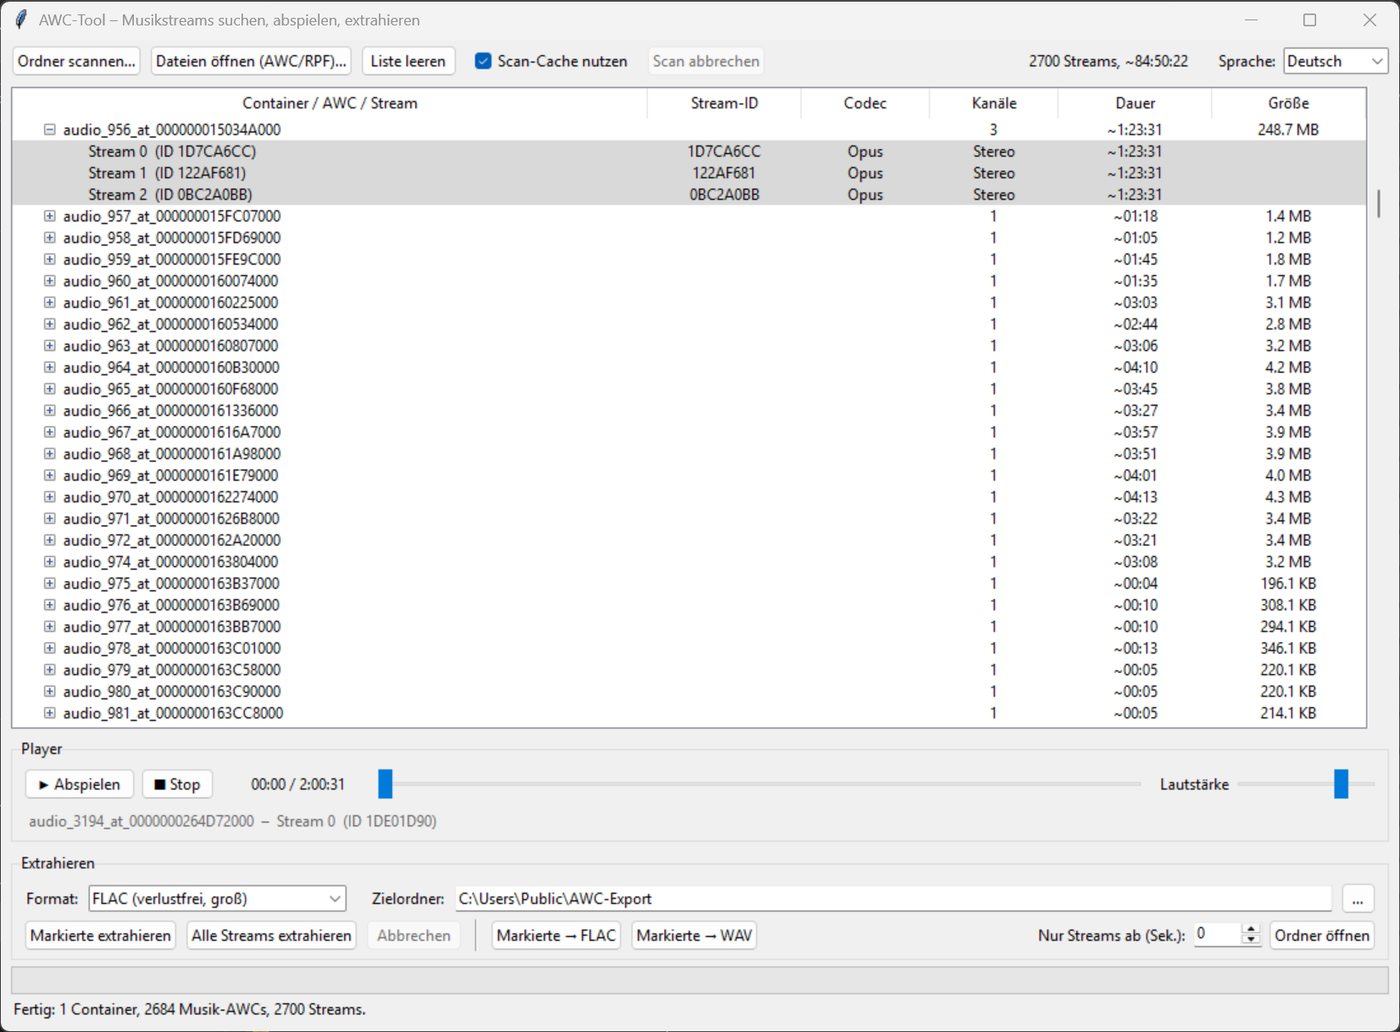 AWC-Tool – Musikstreams suchen, abspielen, extrahieren
Ordner scannen... Dateien öffnen (AWC/RPF)... Liste leeren Scan-Cache nutzen Scan abbrechen 2700 Streams, ~84:50:22 Sprache: Deutsch
Container / AWC / Stream Stream-ID Codec Kanäle Dauer Größe
audio_956_at_000000015034A000 3 ~1:23:31 248.7 MB
Stream 0 (ID 1D7CA6CC) 1D7CA6CC Opus Stereo ~1:23:31
Stream 1 (ID 122AF681) 122AF681 Opus Stereo ~1:23:31
Stream 2 (ID 0BC2A0BB) 0BC2A0BB Opus Stereo ~1:23:31
audio_957_at_000000015FC07000 1 ~01:18 1.4 MB
audio_958_at_000000015FD69000 1 ~01:05 1.2 MB
audio_959_at_000000015FE9C000 1 ~01:45 1.8 MB
audio_960_at_0000000160074000 1 ~01:35 1.7 MB
audio_961_at_0000000160225000 1 ~03:03 3.1 MB
audio_962_at_0000000160534000 1 ~02:44 2.8 MB
audio_963_at_0000000160807000 1 ~03:06 3.2 MB
audio_964_at_0000000160B30000 1 ~04:10 4.2 MB
audio_965_at_0000000160F68000 1 ~03:45 3.8 MB
audio_966_at_0000000161336000 1 ~03:27 3.4 MB
audio_967_at_00000001616A7000 1 ~03:57 3.9 MB
audio_968_at_0000000161A98000 1 ~03:51 3.9 MB
audio_969_at_0000000161E79000 1 ~04:01 4.0 MB
audio_970_at_0000000162274000 1 ~04:13 4.3 MB
audio_971_at_00000001626B8000 1 ~03:22 3.4 MB
audio_972_at_0000000162A20000 1 ~03:21 3.4 MB
audio_974_at_0000000163804000 1 ~03:08 3.2 MB
audio_975_at_0000000163B37000 1 ~00:04 196.1 KB
audio_976_at_0000000163B69000 1 ~00:10 308.1 KB
audio_977_at_0000000163BB7000 1 ~00:10 294.1 KB
audio_978_at_0000000163C01000 1 ~00:13 346.1 KB
audio_979_at_0000000163C58000 1 ~00:05 220.1 KB
audio_980_at_0000000163C90000 1 ~00:05 220.1 KB
audio_981_at_0000000163CC8000 1 ~00:05 214.1 KB
Player
► Abspielen ■ Stop 00:00 / 2:00:31 Lautstärke
audio_3194_at_0000000264D72000 – Stream 0 (ID 1DE01D90)
Extrahieren
Format: FLAC (verlustfrei, groß) Zielordner: C:\Users\Public\AWC-Export ...
Markierte extrahieren Alle Streams extrahieren Abbrechen Markierte → FLAC Markierte → WAV Nur Streams ab (Sek.): 0 Ordner öffnen
Fertig: 1 Container, 2684 Musik-AWCs, 2700 Streams.